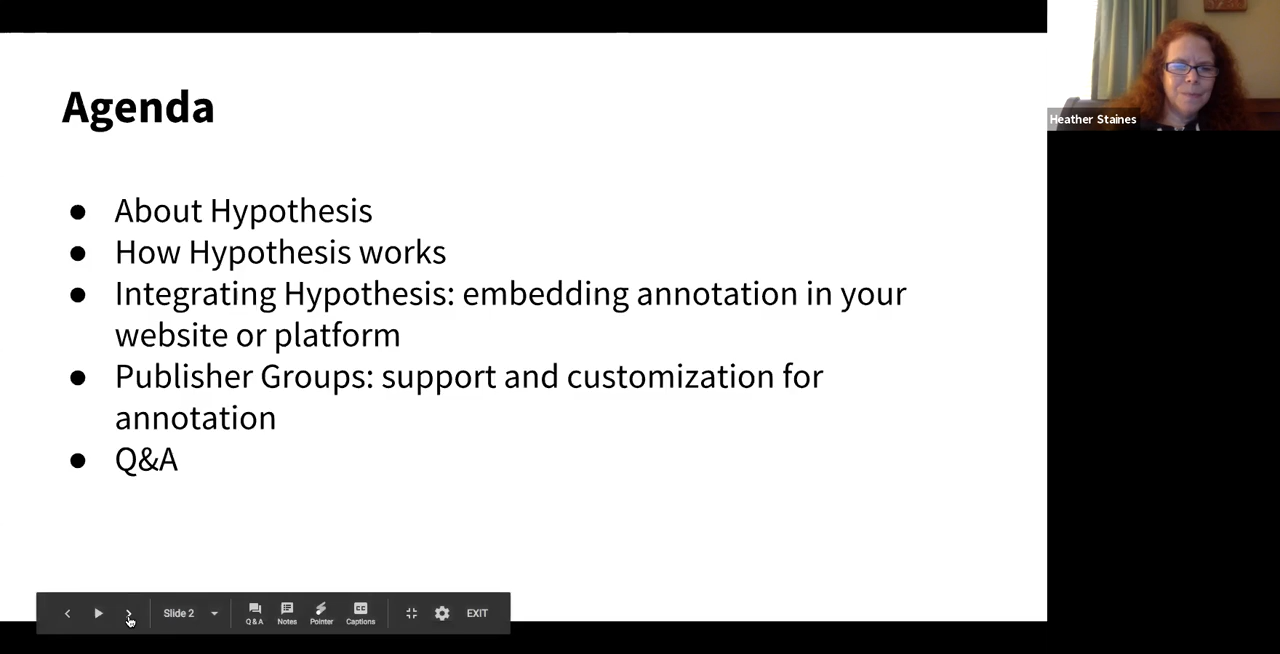 Agenda
● About Hypothesis
● How Hypothesis works
● Integrating Hypothesis: embedding annotation in your
website or platform
● Publisher Groups: support and customization for
annotation
● Q&A
Heather Staines
Slide 2
Q & A
Notes
Pointer
CC
Captions
EXIT